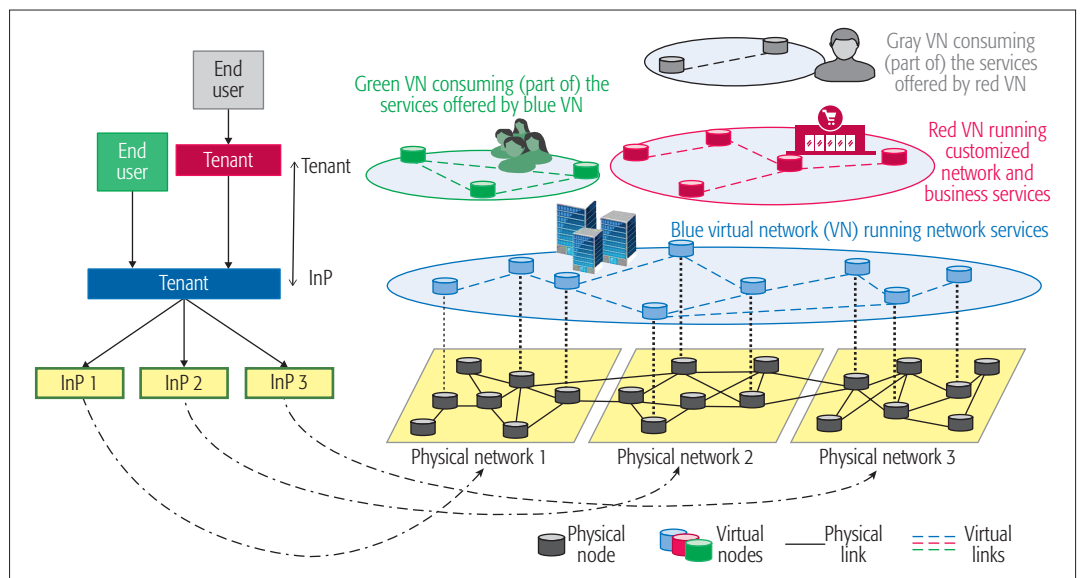 End
user
End
user
Tenant
Tenant
InP
Tenant
InP 1
InP 2
InP 3
Gray VN consuming
(part of) the services
offered by red VN
Green VN consuming (part of) the
services offered by blue VN
Red VN running
customized
network and
business services
Blue virtual network (VN) running network services
Physical network 1
Physical network 2
Physical network 3
Physical
node
Virtual
nodes
Physical
link
Virtual
links